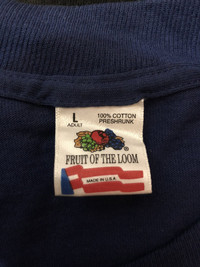 L
ADULT
100% COTTON
PRESHRUNK
FRUIT OF THE LOOM
MADE IN U.S.A.